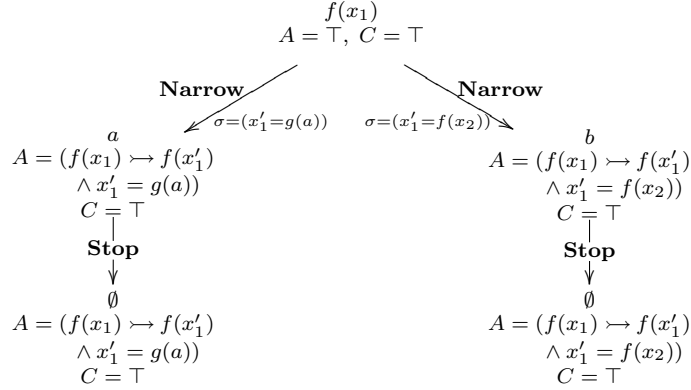 f(x₁)
A = ⊤, C = ⊤
Narrow Narrow
σ=(x′₁=g(a)) σ=(x′₁=f(x₂))
a b
A = (f(x₁) ↣ f(x′₁) A = (f(x₁) ↣ f(x′₁)
∧ x′₁ = g(a)) ∧ x′₁ = f(x₂))
C = ⊤ C = ⊤
Stop Stop
∅ ∅
A = (f(x₁) ↣ f(x′₁) A = (f(x₁) ↣ f(x′₁)
∧ x′₁ = g(a)) ∧ x′₁ = f(x₂))
C = ⊤ C = ⊤